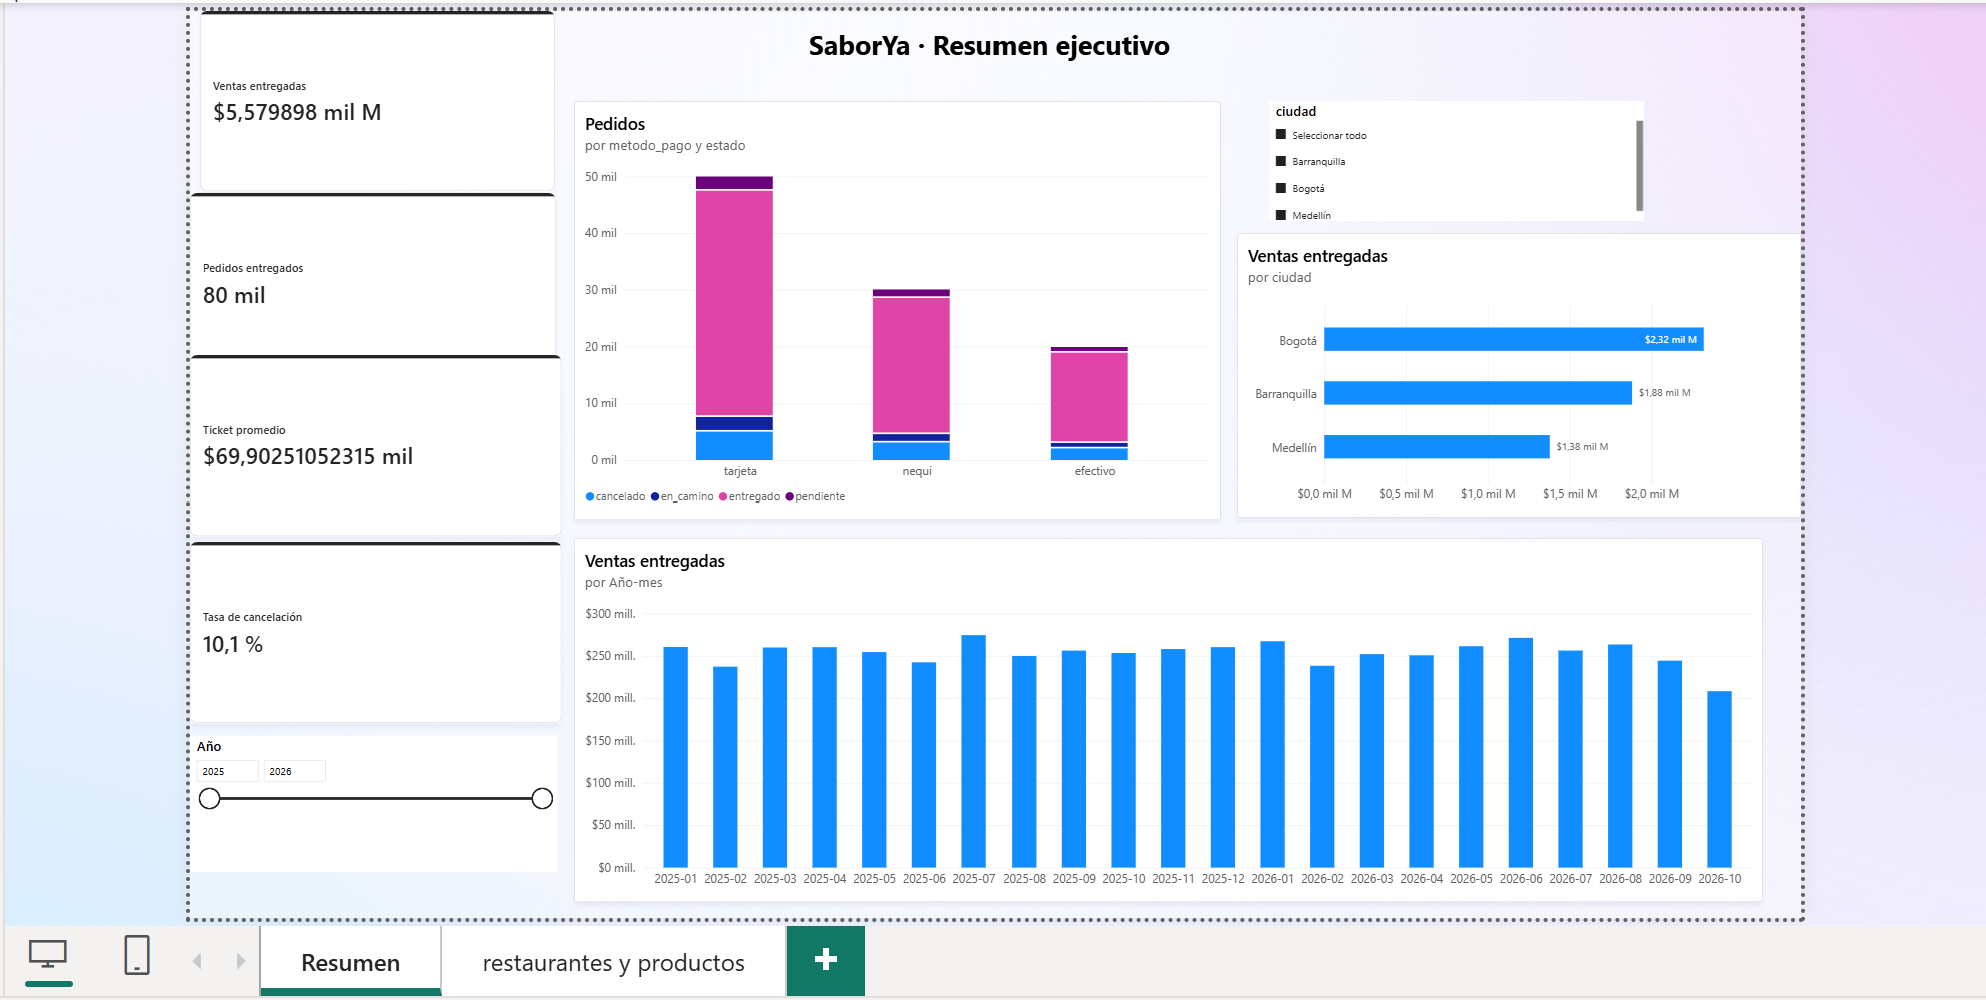 SaborYa · Resumen ejecutivo
Ventas entregadas
$5,579898 mil M
Pedidos entregados
80 mil
Ticket promedio
$69,90251052315 mil
Tasa de cancelación
10,1 %
Año
2025 2026
Pedidos
por metodo_pago y estado
50 mil
40 mil
30 mil
20 mil
10 mil
0 mil
tarjeta nequi efectivo
cancelado en_camino entregado pendiente
ciudad
Seleccionar todo
Barranquilla
Bogotá
Medellín
Ventas entregadas
por ciudad
Bogotá $2,32 mil M
Barranquilla $1,88 mil M
Medellín $1,38 mil M
$0,0 mil M $0,5 mil M $1,0 mil M $1,5 mil M $2,0 mil M
Ventas entregadas
por Año-mes
$300 mill.
$250 mill.
$200 mill.
$150 mill.
$100 mill.
$50 mill.
$0 mill.
2025-01 2025-02 2025-03 2025-04 2025-05 2025-06 2025-07 2025-08 2025-09 2025-10 2025-11 2025-12 2026-01 2026-02 2026-03 2026-04 2026-05 2026-06 2026-07 2026-08 2026-09 2026-10
Resumen restaurantes y productos